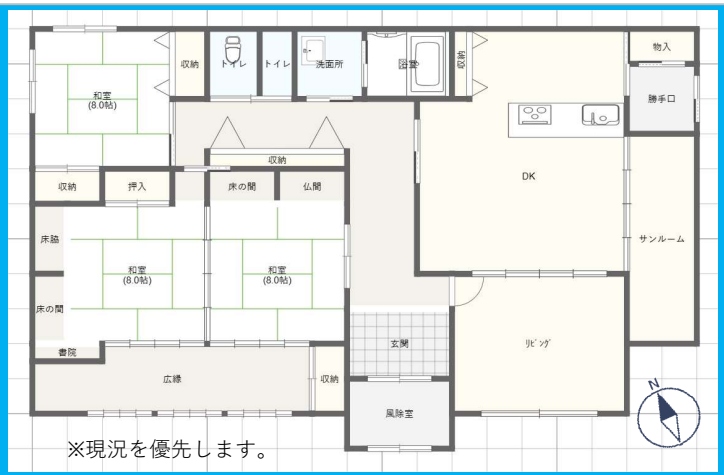 物入
収納
トイレ
トイレ
洗面所
浴室
収納
和室
(8.0帖)
勝手口
収納
DK
収納
押入
床の間
仏間
床脇
サンルーム
和室
(8.0帖)
和室
(8.0帖)
床の間
玄関
リビング
書院
広縁
収納
風除室
N
※現況を優先します。